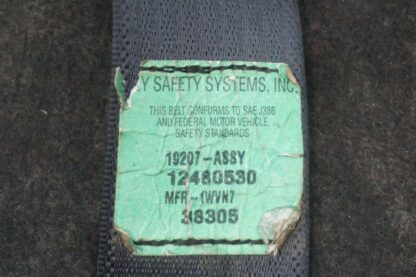 SAFETY SYSTEMS, INC.
THIS BELT CONFORMS TO SAE J386
AND FEDERAL MOTOR VEHICLE
SAFETY STANDARDS
19207-ASSY
12480530
MFR-1WVN7
38305